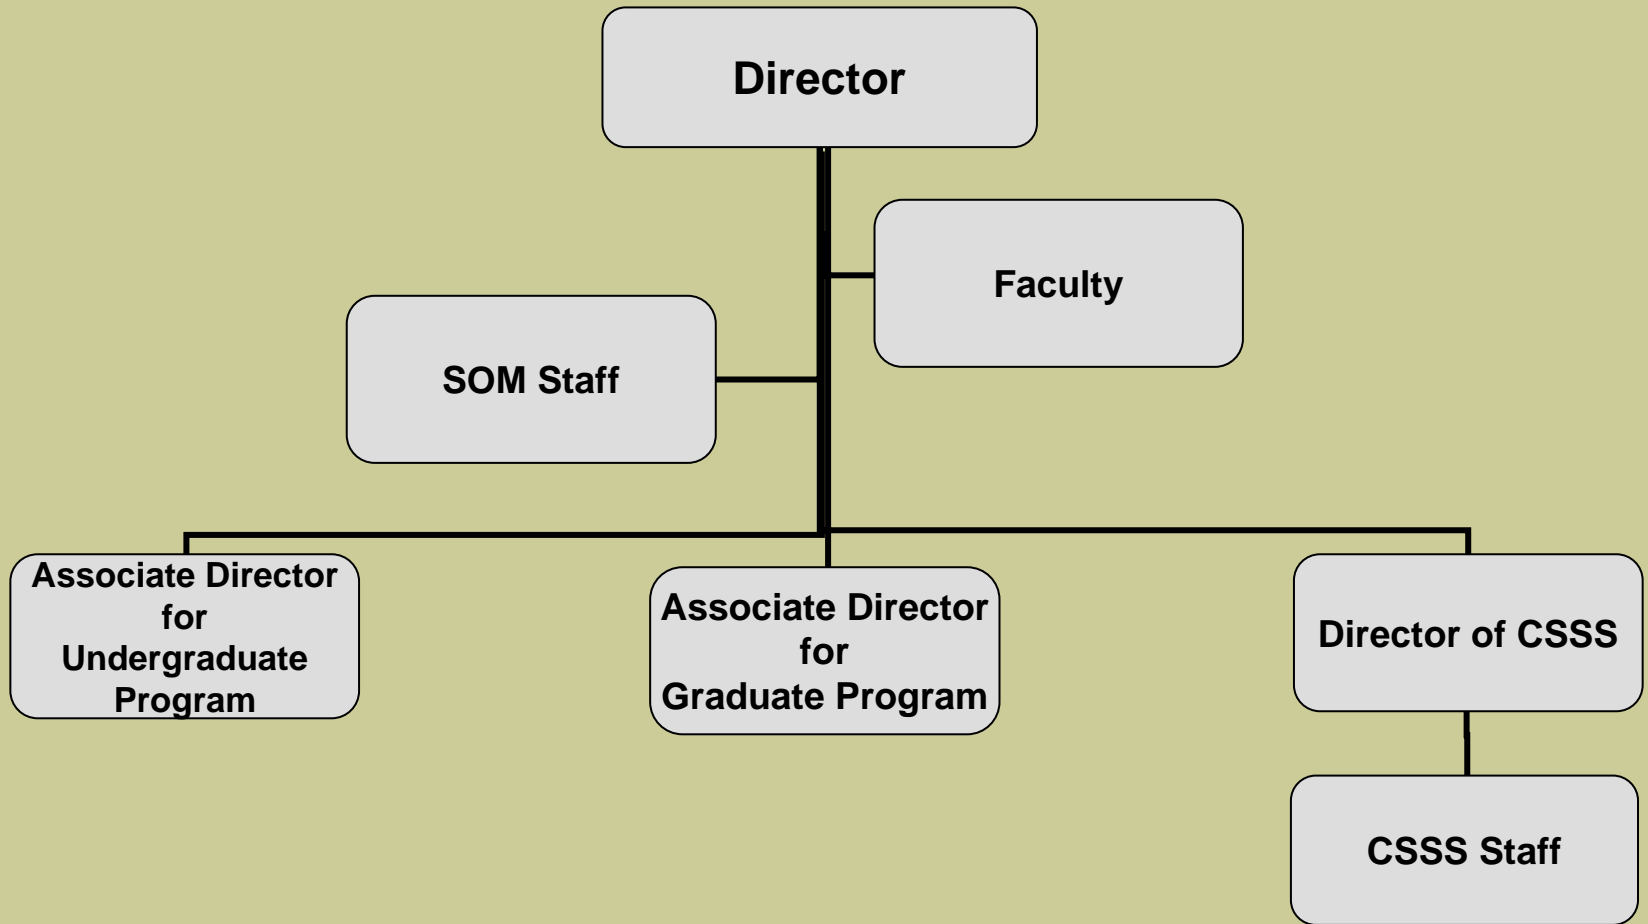 Director
Faculty
SOM Staff
Associate Director
for
Undergraduate
Program
Associate Director
for
Graduate Program
Director of CSSS
CSSS Staff